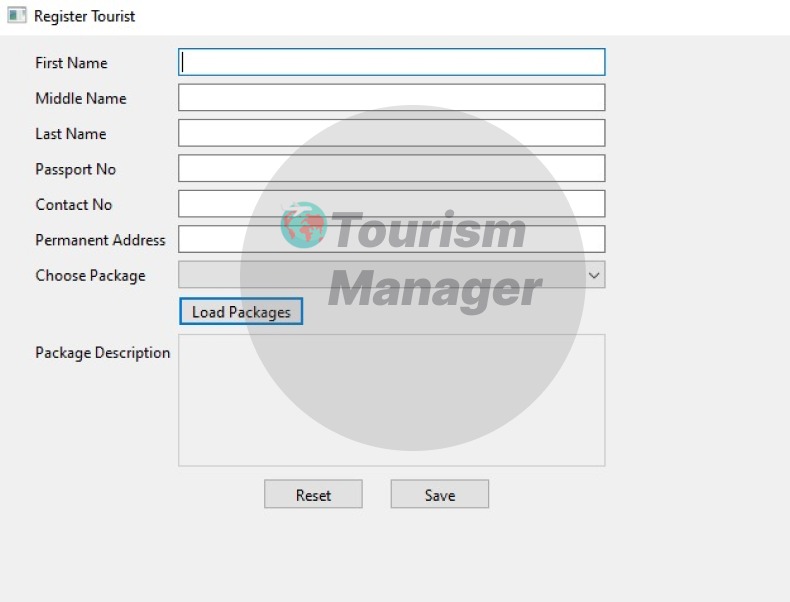 Register Tourist
First Name
Middle Name
Last Name
Passport No
Contact No
Permanent Address
Tourism
Manager
Choose Package
Load Packages
Package Description
Reset
Save